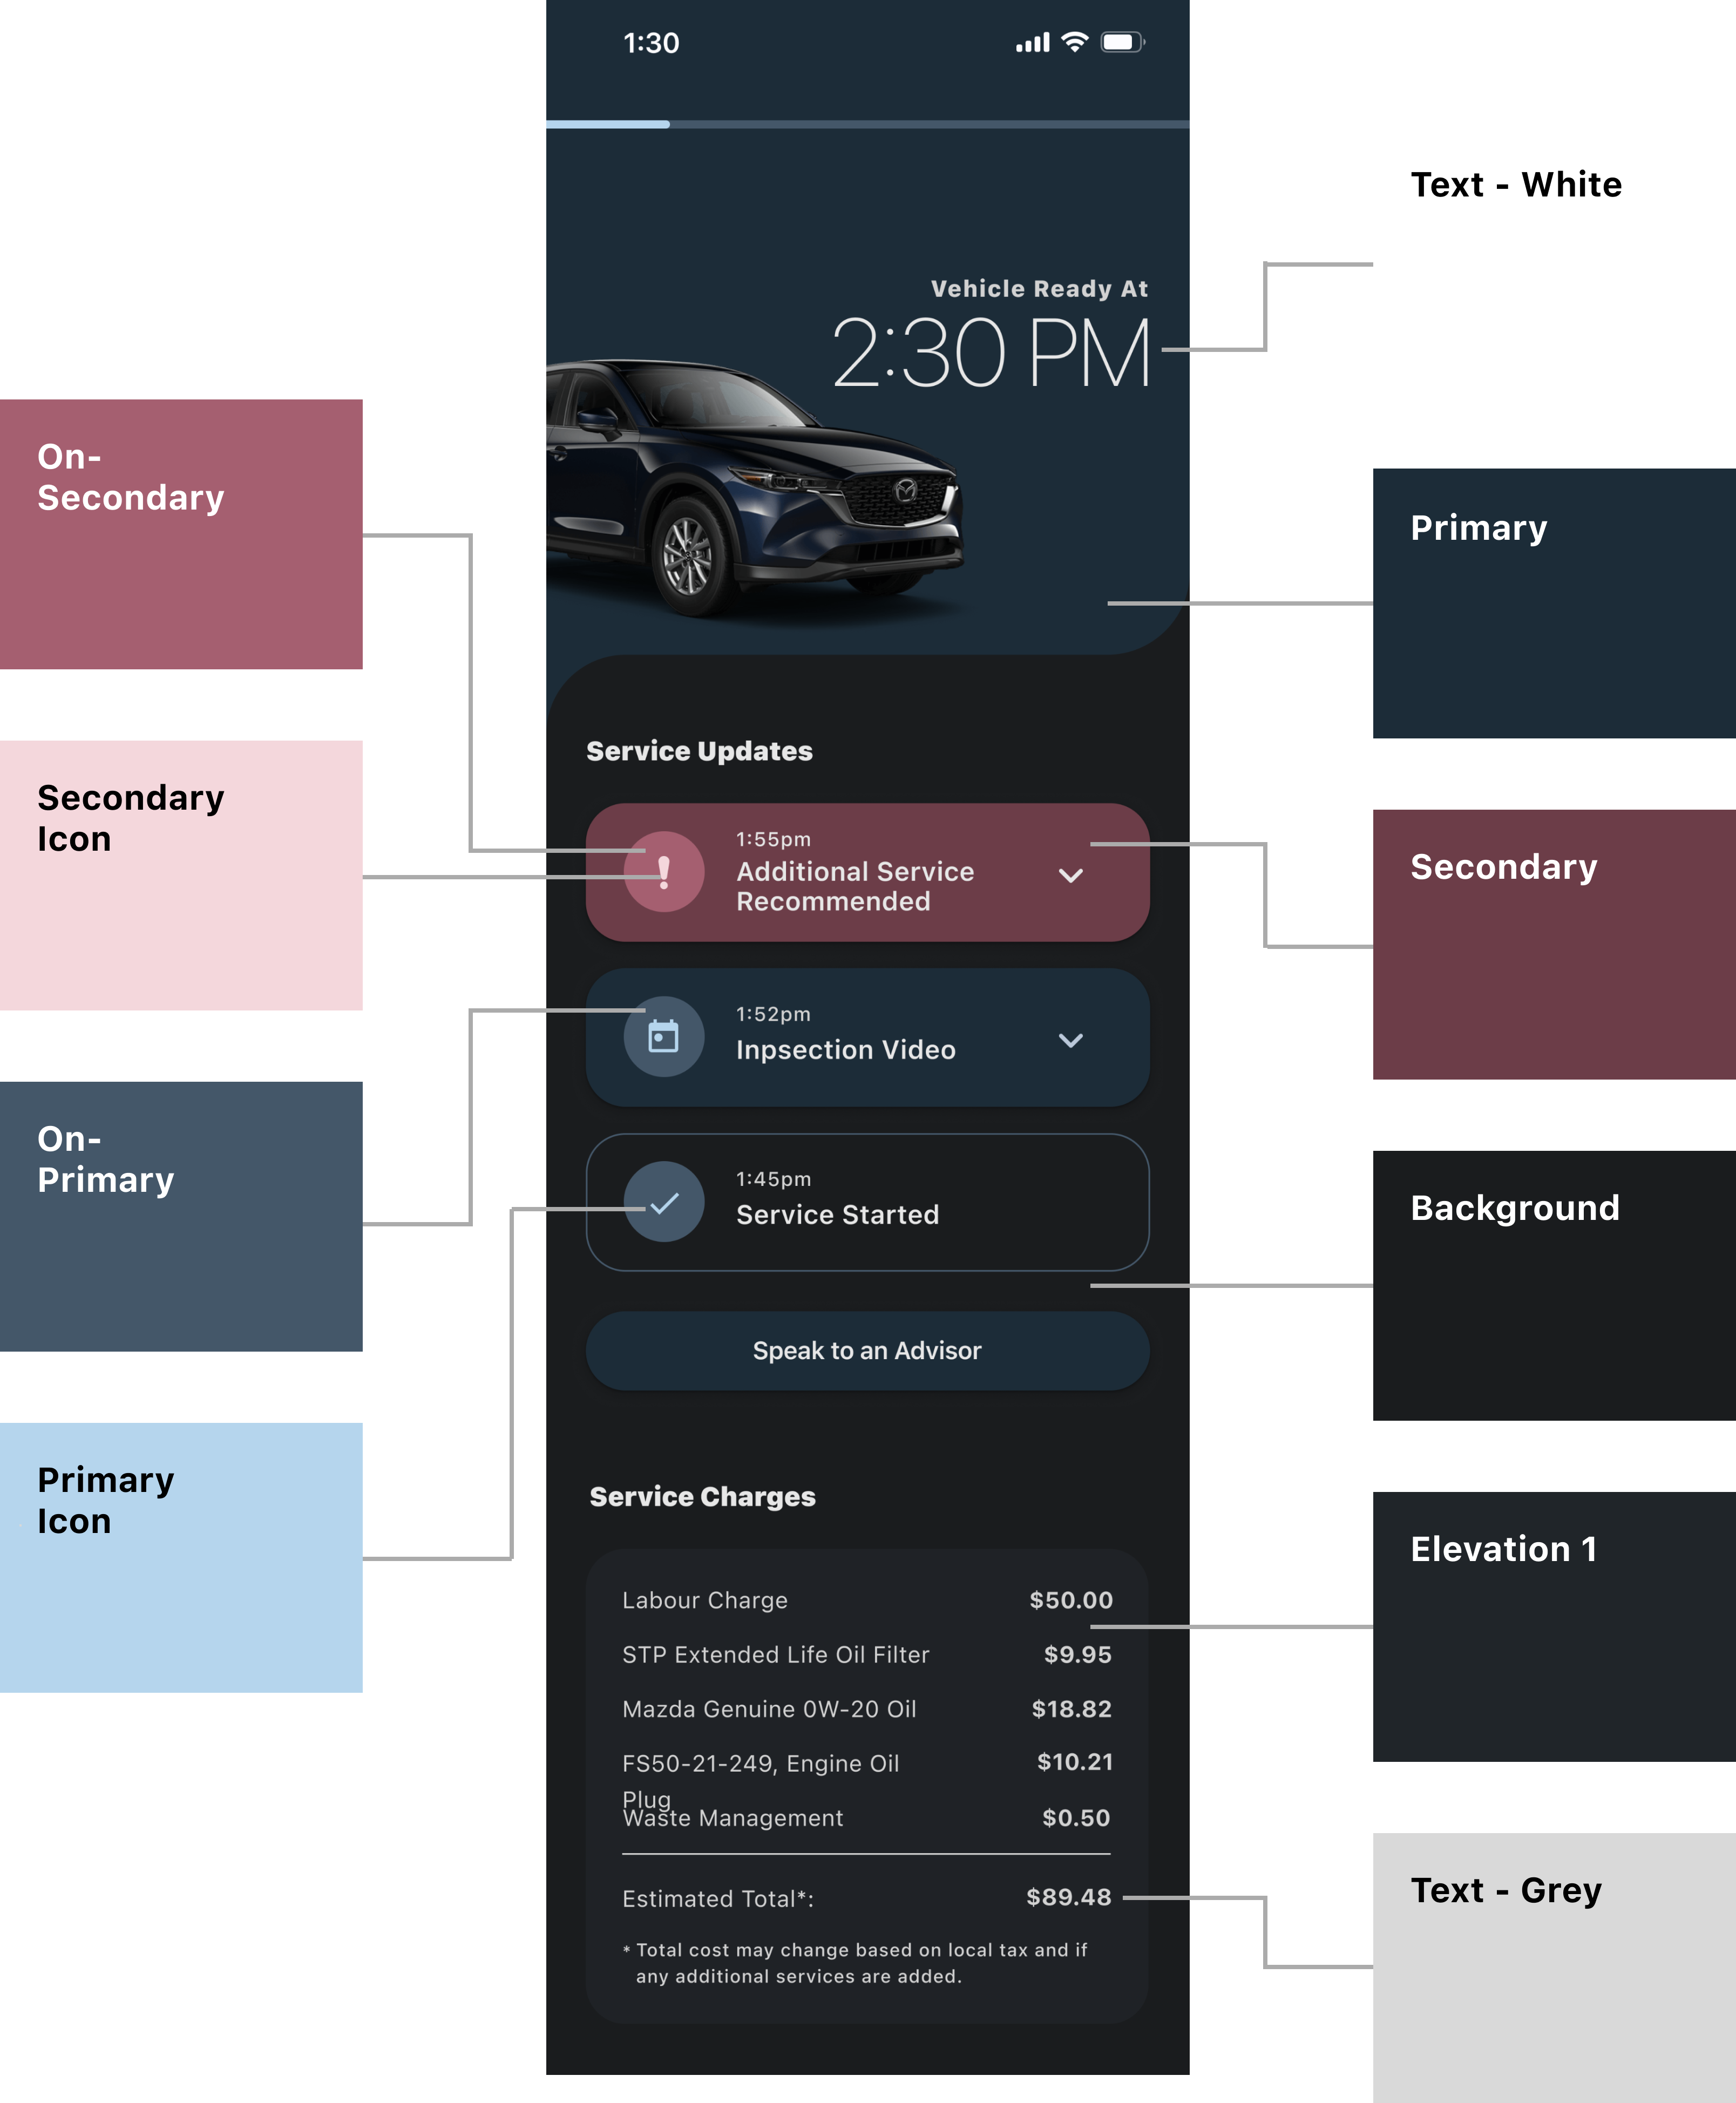 1:30
Text - White
Vehicle Ready At
2:30 PM
On-
Secondary
Primary
Service Updates
Secondary
Icon
1:55pm
Additional Service
Recommended
Secondary
1:52pm
Inpsection Video
On-
Primary
1:45pm
Service Started
Background
Speak to an Advisor
Primary
Icon
Service Charges
Elevation 1
Labour Charge $50.00
STP Extended Life Oil Filter $9.95
Mazda Genuine 0W-20 Oil $18.82
FS50-21-249, Engine Oil $10.21
Plug
Waste Management $0.50
Estimated Total*: $89.48
Text - Grey
* Total cost may change based on local tax and if
any additional services are added.